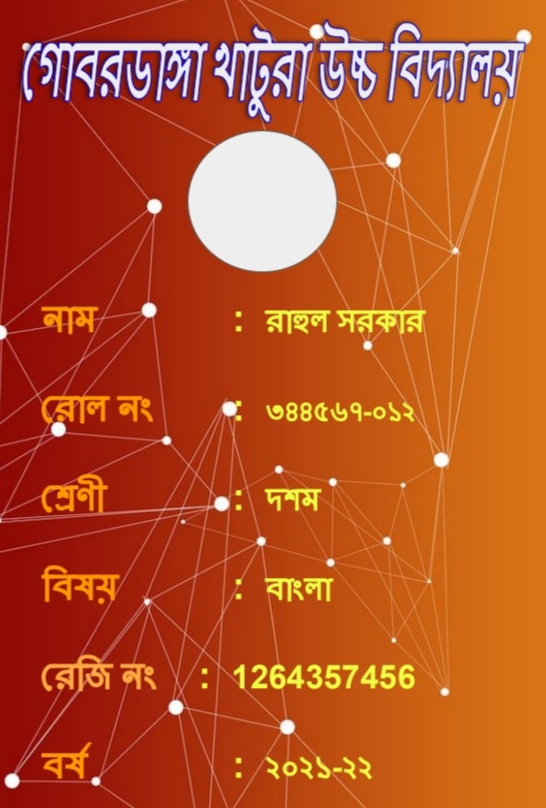 গোবরডাঙ্গা খাটুরা উচ্চ বিদ্যালয়
নাম : রাহুল সরকার
রোল নং : ৩৪৪৫৬৭-০১২
শ্রেণী : দশম
বিষয় : বাংলা
রেজি নং : 1264357456
বর্ষ : ২০২১-২২